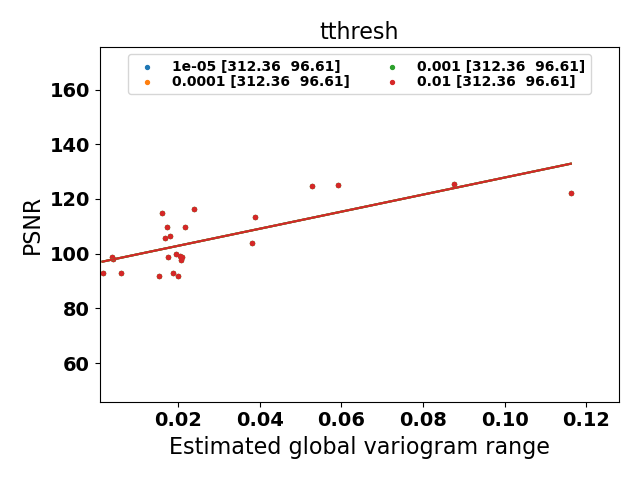 tthresh
1e-05 [312.36  96.61]
0.0001 [312.36  96.61]
0.001 [312.36  96.61]
0.01 [312.36  96.61]
PSNR
160
140
120
100
80
60
0.02 0.04 0.06 0.08 0.10 0.12
Estimated global variogram range